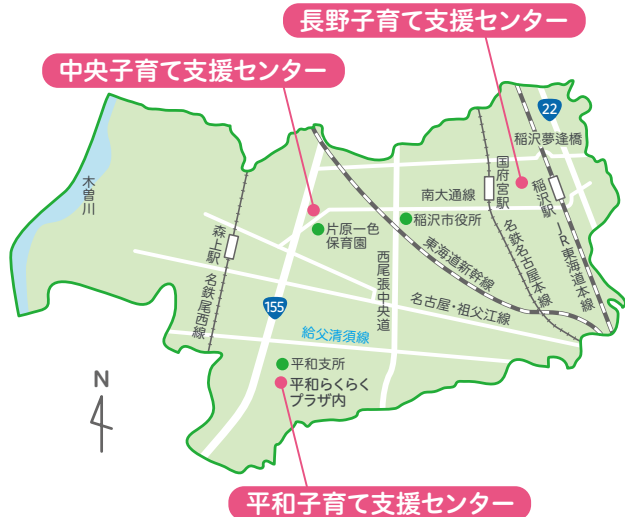 長野子育て支援センター
中央子育て支援センター
22
稲沢夢逢橋
国府宮駅
稲沢駅
木曽川
南大通線
稲沢市役所
片原一色
保育園
森上駅
名鉄尾西線
東海道新幹線
西尾張中央道
名鉄名古屋本線
JR東海道本線
名古屋・祖父江線
155
給父清須線
平和支所
平和らくらく
プラザ内
N
平和子育て支援センター